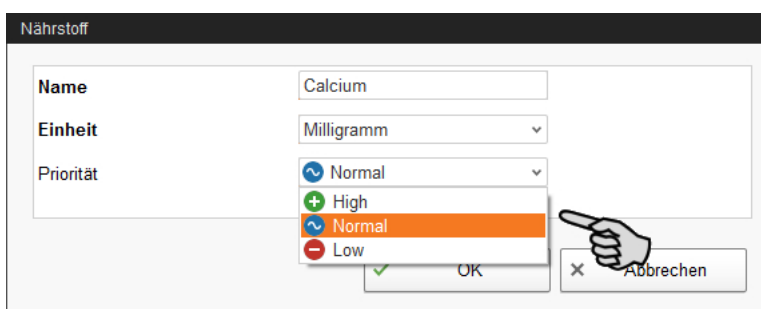 Nährstoff
Name Calcium
Einheit Milligramm
Priorität Normal
High
Normal
Low
OK Abbrechen